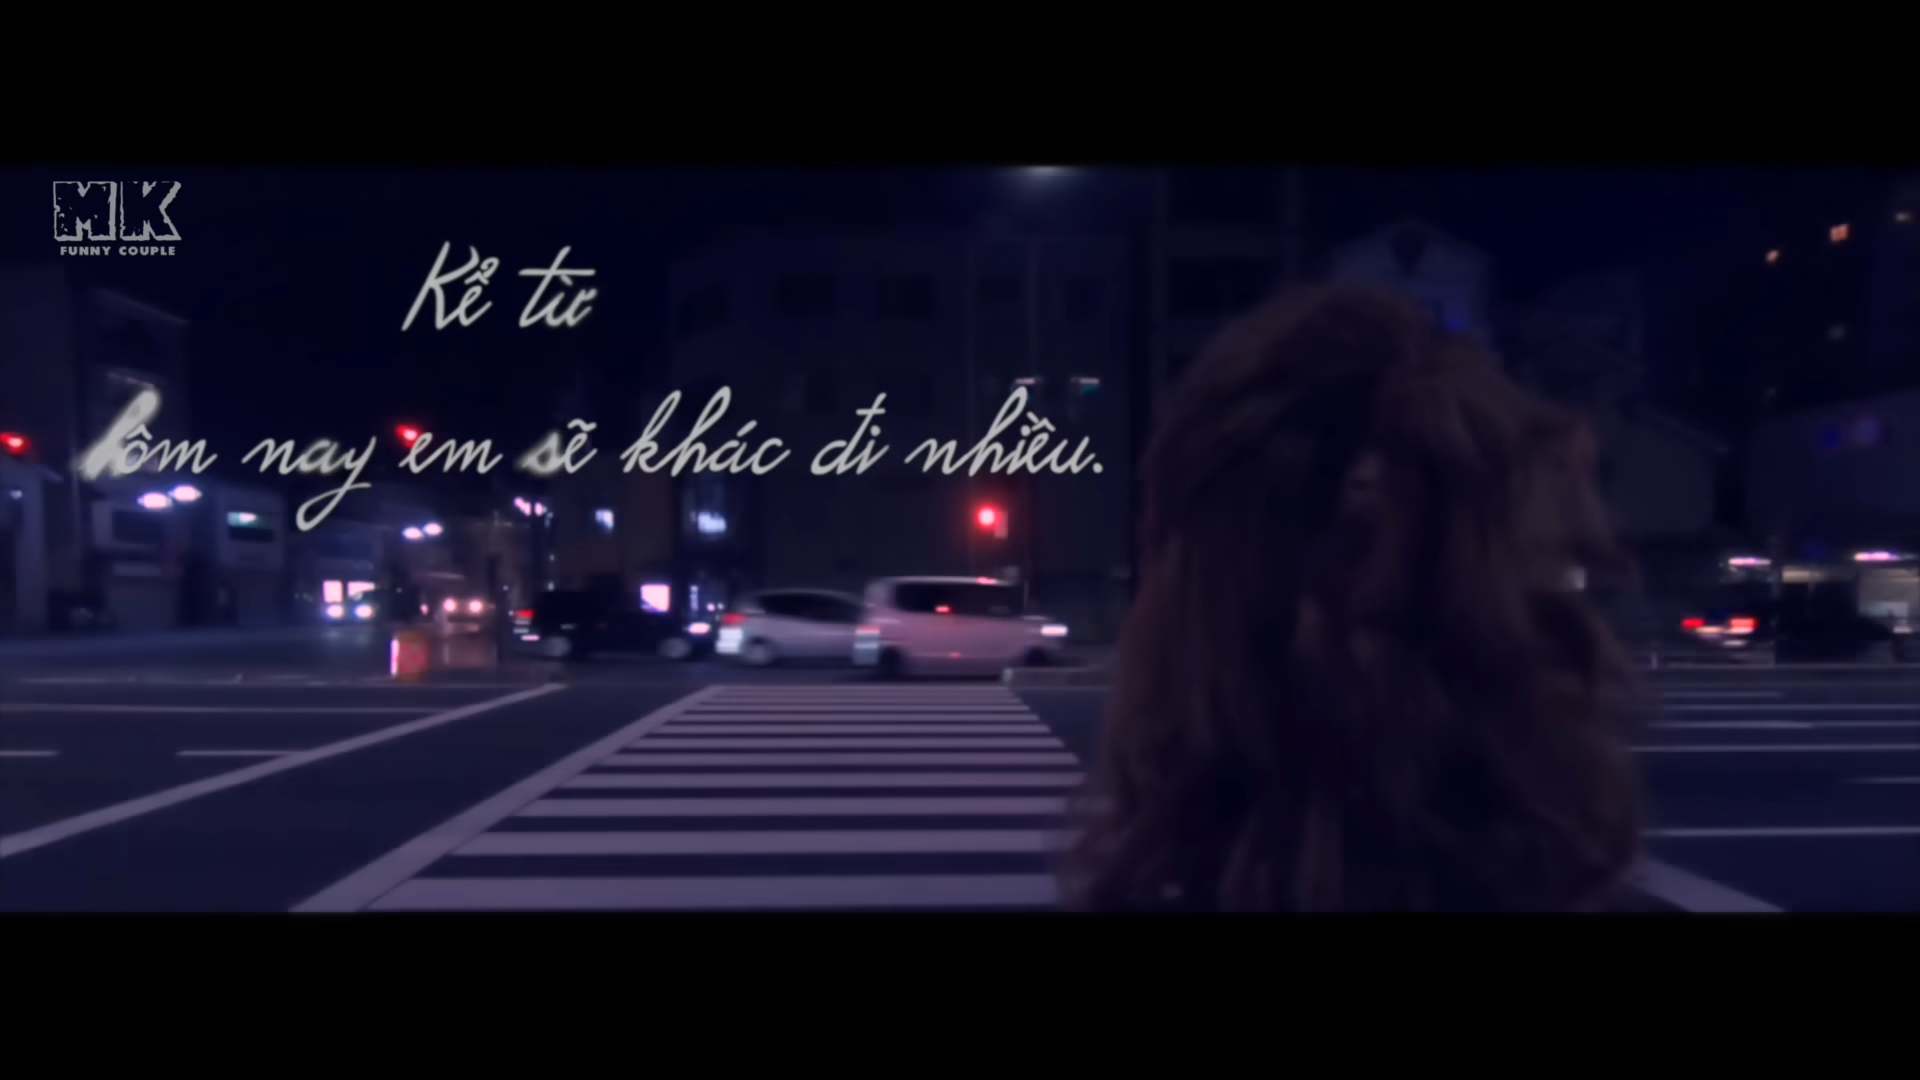 MK
FUNNY COUPLE
Kể từ
hôm nay em sẽ khác đi nhiều.